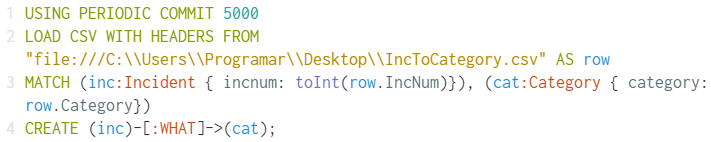 1 USING PERIODIC COMMIT 5000
2 LOAD CSV WITH HEADERS FROM
"file:///C:\\Users\\Programar\\Desktop\\IncToCategory.csv" AS row
3 MATCH (inc:Incident { incnum: toInt(row.IncNum)}), (cat:Category { category:
row.Category})
4 CREATE (inc)-[:WHAT]->(cat);